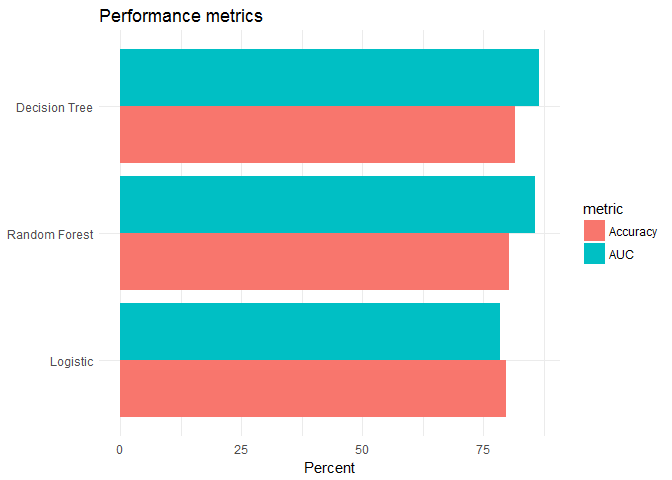 Performance metrics
Decision Tree
Random Forest
Logistic
0 25 50 75
Percent
metric
Accuracy
AUC